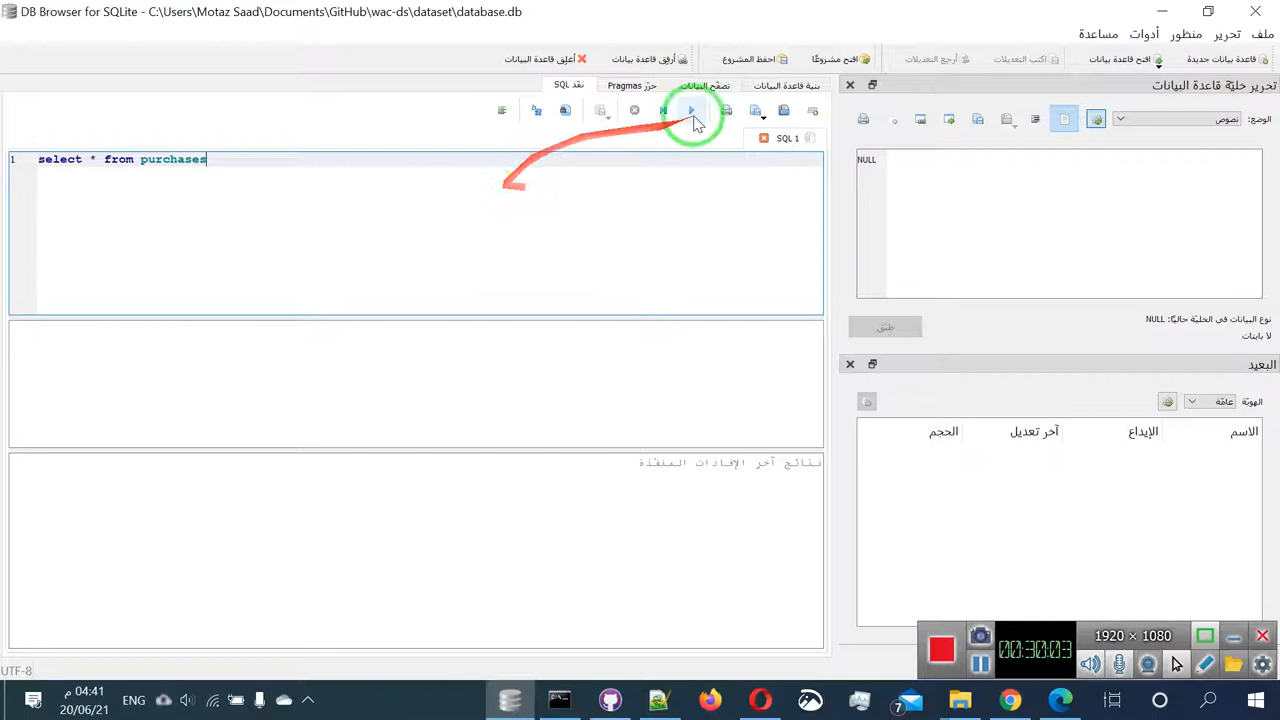 DB Browser for SQLite - C:\Users\Motaz Saad\Documents\GitHub\wac-ds\dataset\database.db
ملف تحرير منظور أدوات مساعدة
قاعدة بيانات جديدة افتح قاعدة بيانات اكتب التعديلات أرجع التعديلات افتح مشروعًا احفظ المشروع أرفِق قاعدة بيانات أغلِق قاعدة البيانات
تحرير خليّة قاعدة البيانات
بنية قاعدة البيانات تصفّح البيانات حرّر Pragmas نفّذ SQL
الوضع: نصوص
SQL 1
1 select * from purchases
NULL
نوع البيانات في الخليّة حاليًا: NULL
لا بايتات
طبّق
البعيد
الهويّة عامّة
الاسم الإيداع آخر تعديل الحجم
نتائج آخر الإفادات المنفّذة
1920 × 1080
00:30:03
UTF-8
04:41 م
ENG
20/06/21
7